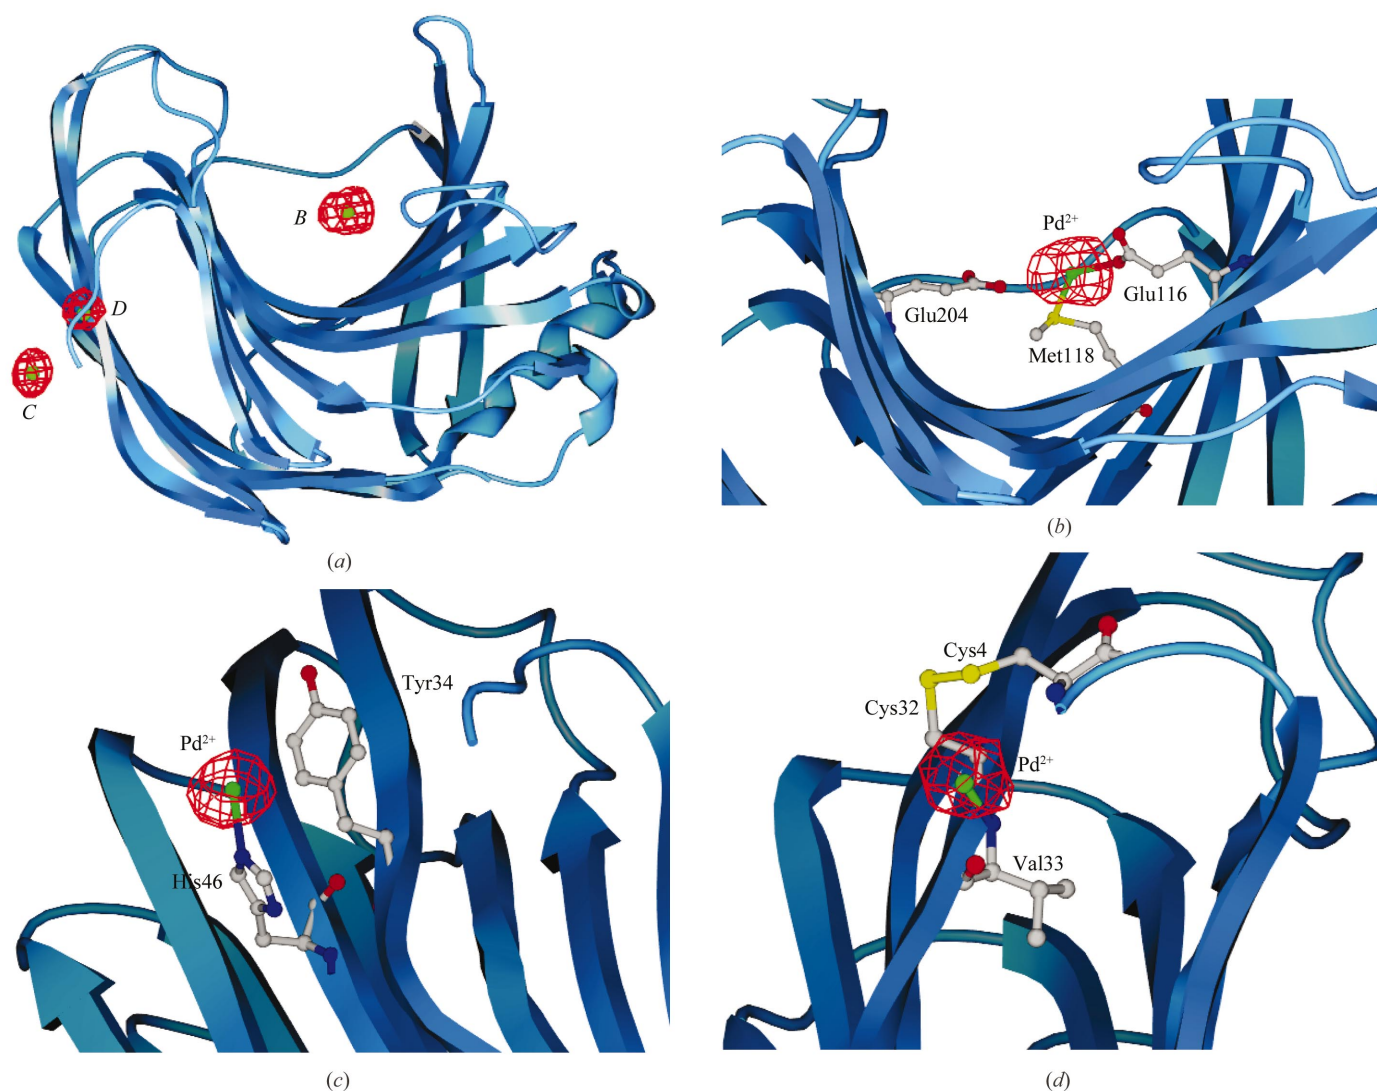 B
D
C
(a)
Pd²⁺
Glu116
Glu204
Met118
(b)
Tyr34
Pd²⁺
His46
(c)
Cys4
Cys32
Pd²⁺
Val33
(d)